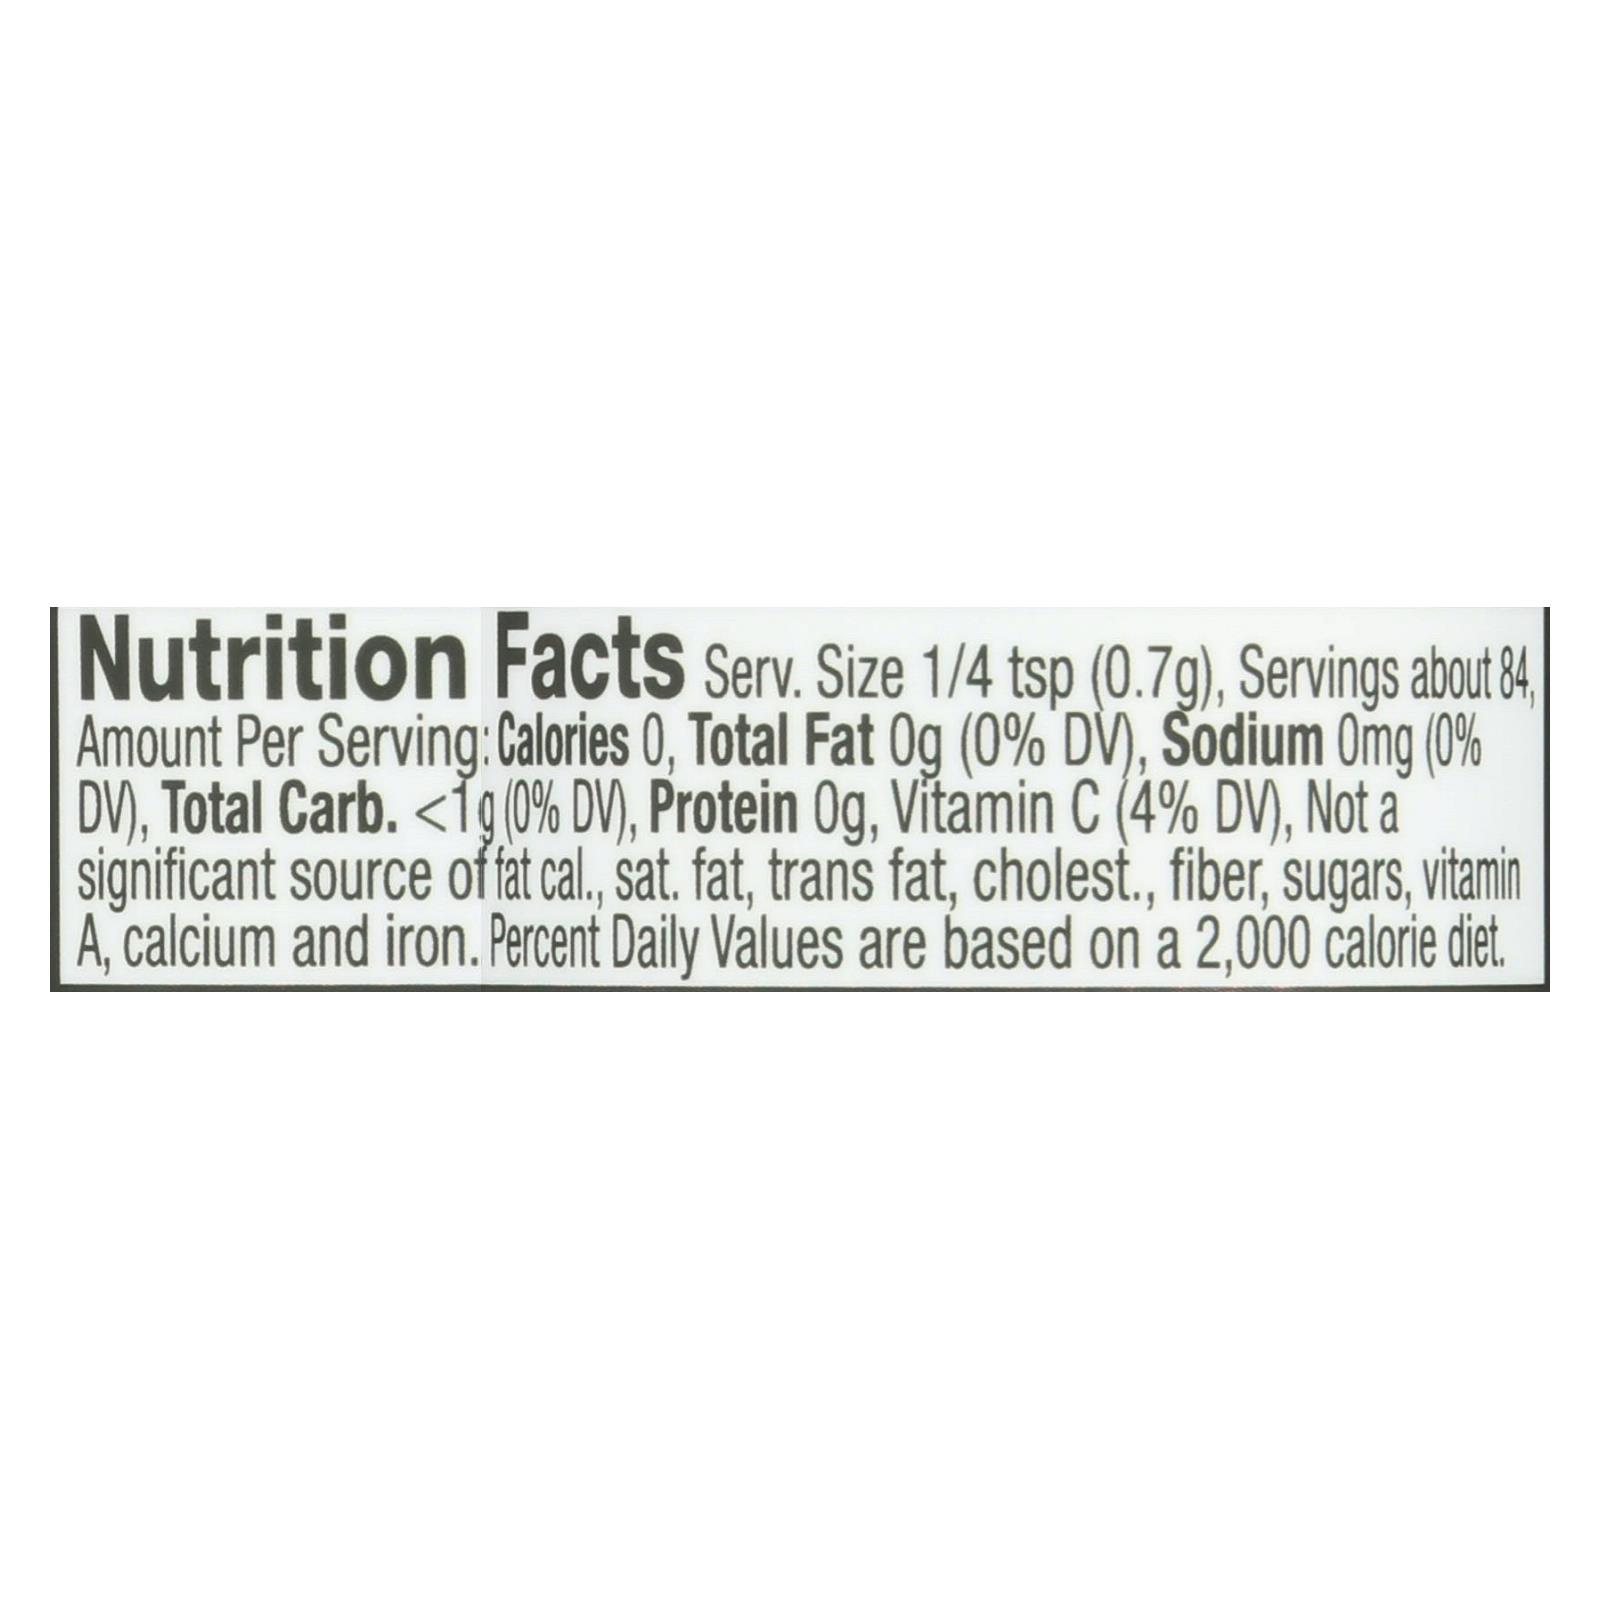 Nutrition Facts Serv. Size 1/4 tsp (0.7g), Servings about 84,
Amount Per Serving: Calories 0, Total Fat 0g (0% DV), Sodium 0mg (0%
DV), Total Carb. <1g (0% DV), Protein 0g, Vitamin C (4% DV), Not a
significant source of fat cal., sat. fat, trans fat, cholest., fiber, sugars, vitamin
A, calcium and iron. Percent Daily Values are based on a 2,000 calorie diet.